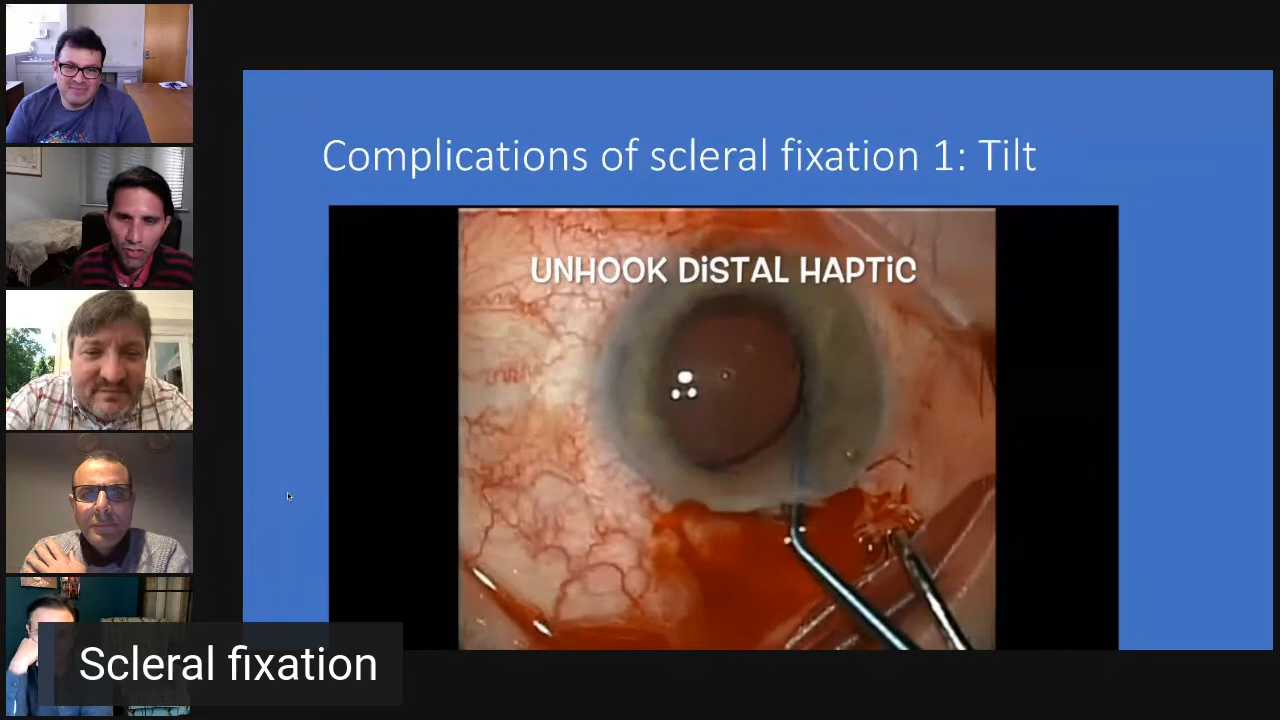 Complications of scleral fixation 1: Tilt
UNHOOK DISTAL HAPTIC
Scleral fixation